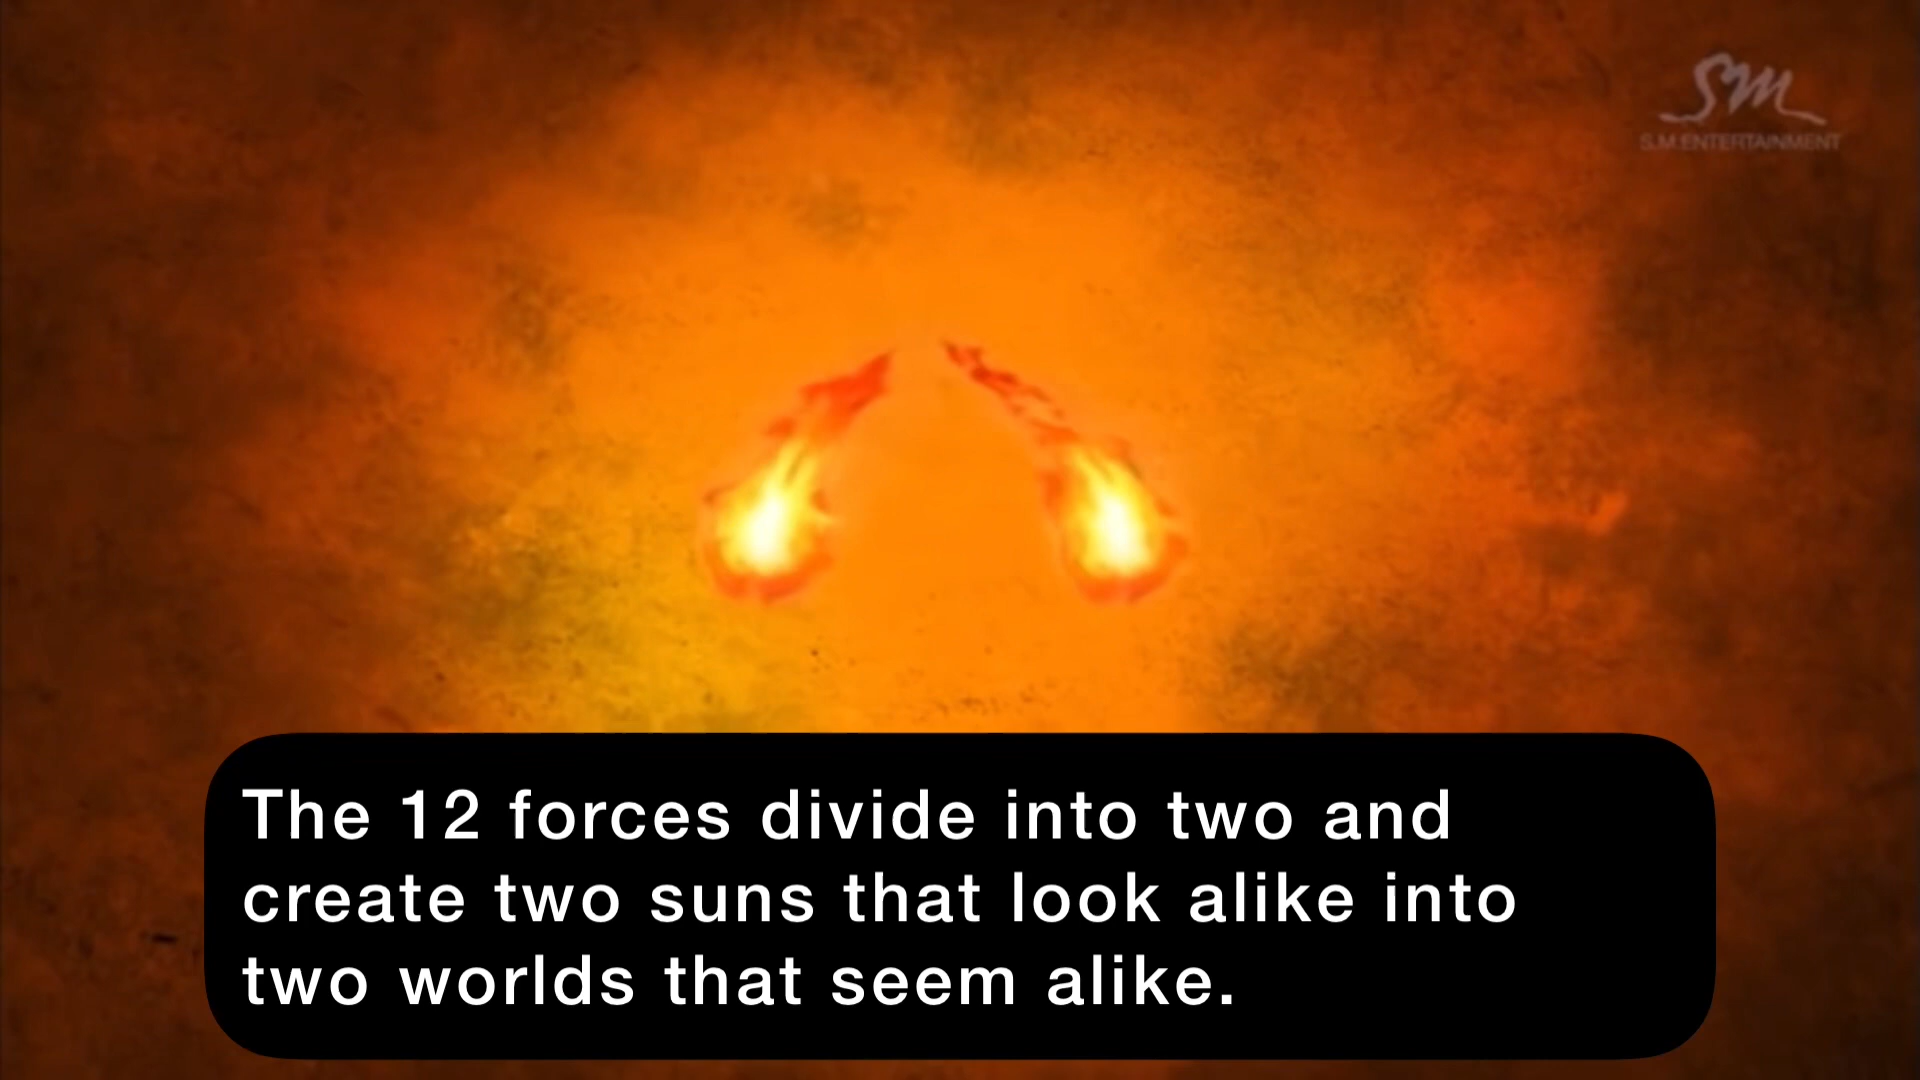 SM
S.M.ENTERTAINMENT
The 12 forces divide into two and
create two suns that look alike into
two worlds that seem alike.